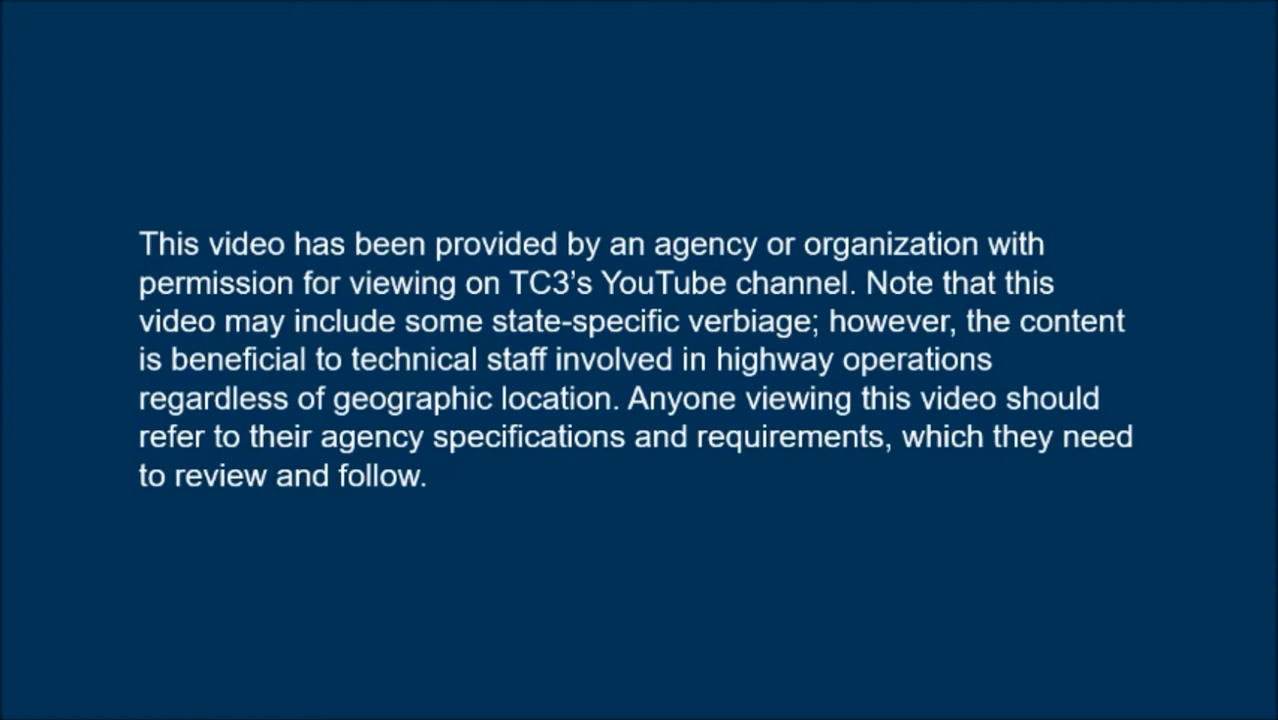 This video has been provided by an agency or organization with
permission for viewing on TC3’s YouTube channel. Note that this
video may include some state-specific verbiage; however, the content
is beneficial to technical staff involved in highway operations
regardless of geographic location. Anyone viewing this video should
refer to their agency specifications and requirements, which they need
to review and follow.